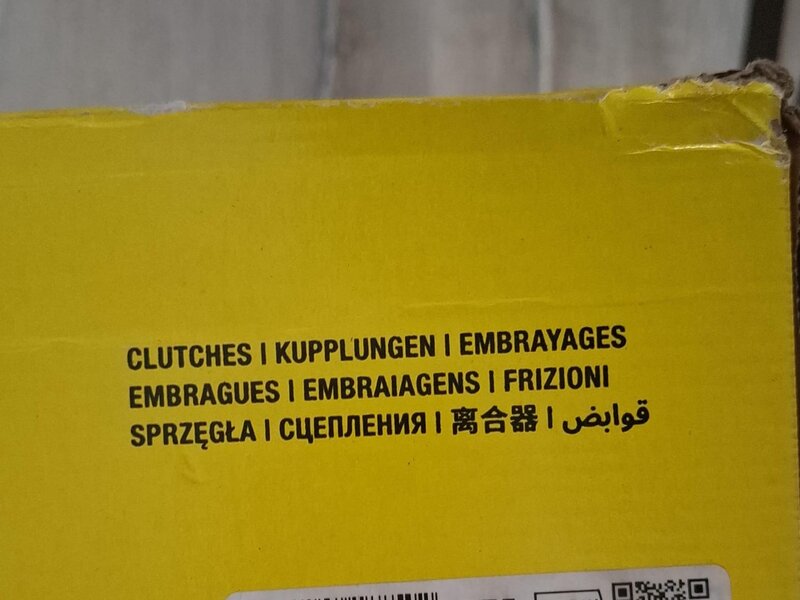 CLUTCHES | KUPPLUNGEN | EMBRAYAGES
EMBRAGUES | EMBRAIAGENS | FRIZIONI
SPRZĘGŁA | СЦЕПЛЕНИЯ | 离合器 | قوابض